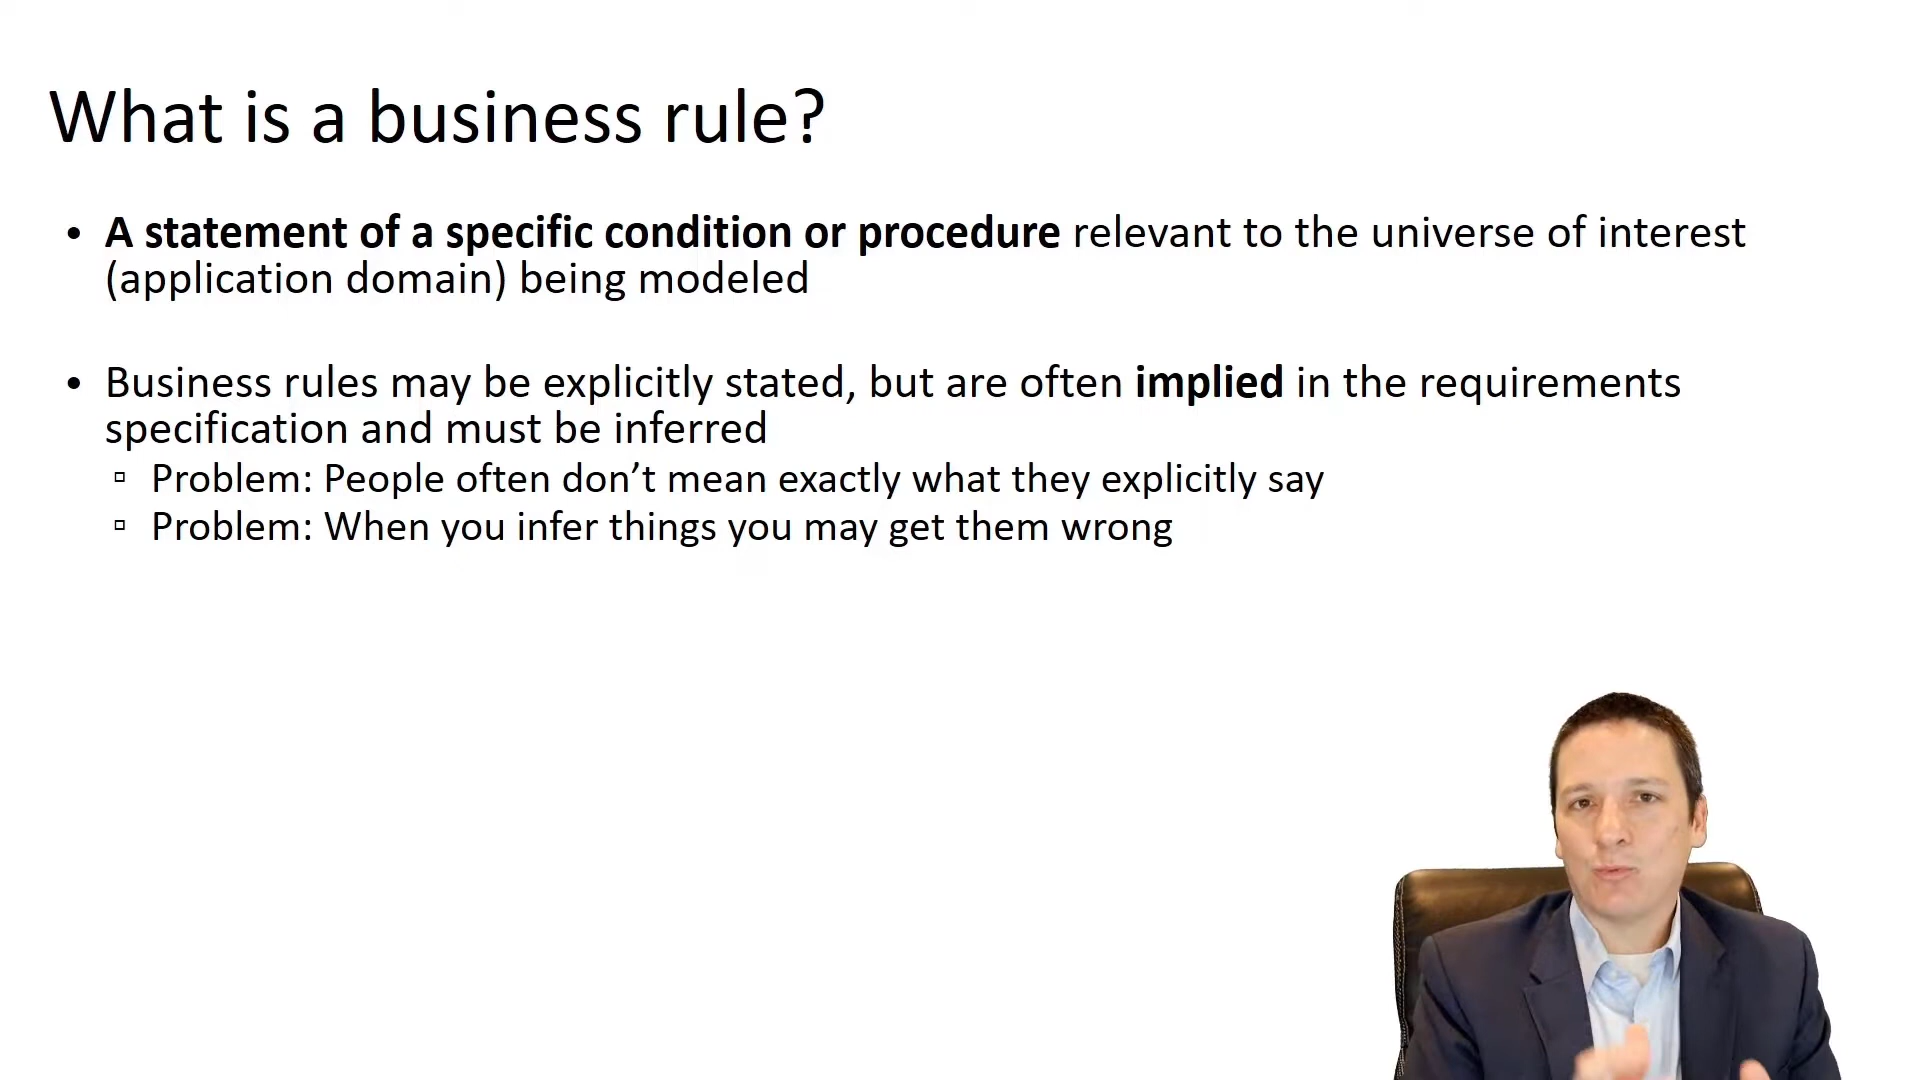 What is a business rule?
• A statement of a specific condition or procedure relevant to the universe of interest
(application domain) being modeled
• Business rules may be explicitly stated, but are often implied in the requirements
specification and must be inferred
▫ Problem: People often don’t mean exactly what they explicitly say
▫ Problem: When you infer things you may get them wrong